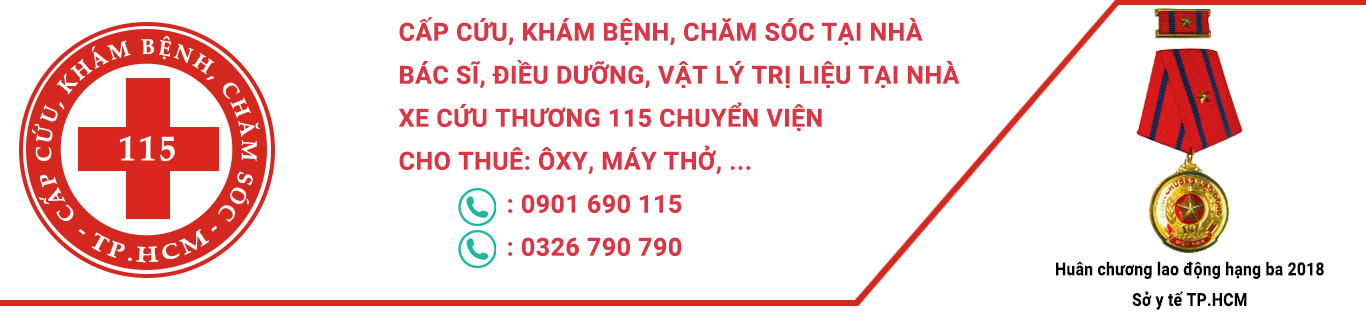 CẤP CỨU, KHÁM BỆNH, CHĂM SÓC
115
- TP.HCM -
CẤP CỨU, KHÁM BỆNH, CHĂM SÓC TẠI NHÀ
BÁC SĨ, ĐIỀU DƯỠNG, VẬT LÝ TRỊ LIỆU TẠI NHÀ
XE CỨU THƯƠNG 115 CHUYỂN VIỆN
CHO THUÊ: ÔXY, MÁY THỞ, ...
: 0901 690 115
: 0326 790 790
Huân chương lao động hạng ba 2018
Sở y tế TP.HCM